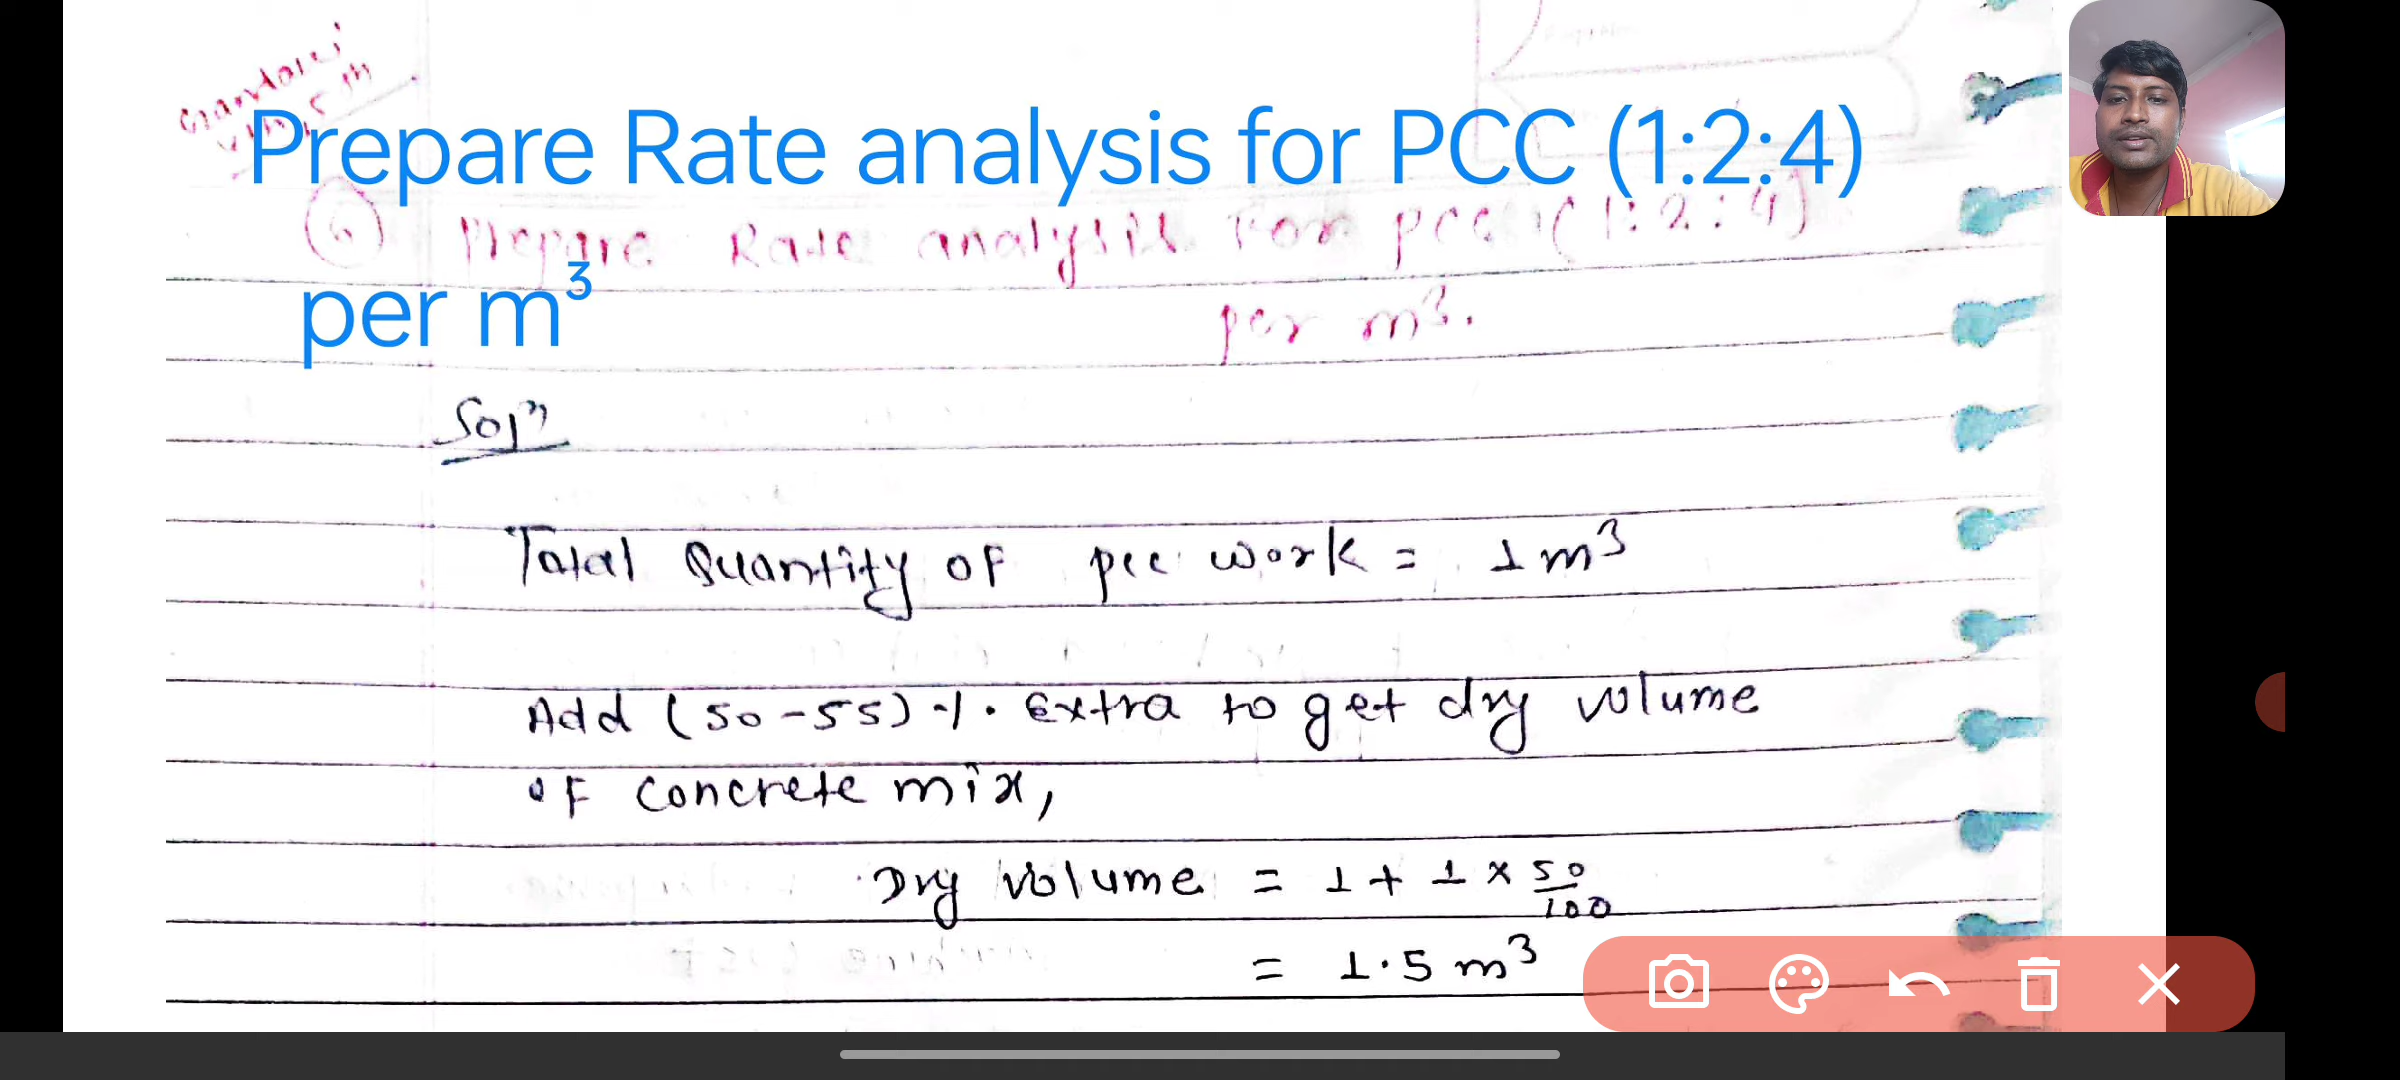 Prepare Rate analysis for PCC (1:2:4)
per m³
Prepare Rate analysis For pcc (1:2:4)
per m³.
Solⁿ
Total Quantity of pcc work = 1 m³
Add (50-55) % Extra to get dry volume
of concrete mix,
Dry volume = 1 + 1 × 50/100
= 1.5 m³